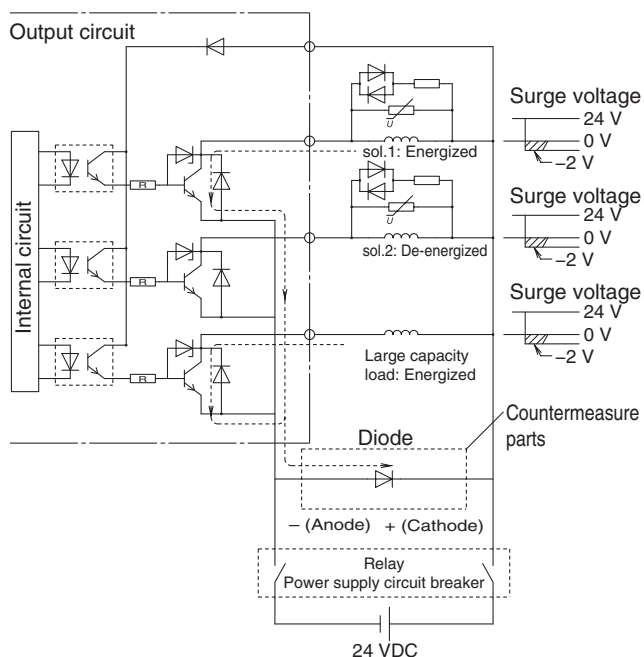 Output circuit
Internal circuit
R
R
R
U
sol.1: Energized
U
sol.2: De-energized
Large capacity
load: Energized
Surge voltage
24 V
0 V
–2 V
Surge voltage
24 V
0 V
–2 V
Surge voltage
24 V
0 V
–2 V
Countermeasure
parts
Diode
– (Anode) + (Cathode)
Relay
Power supply circuit breaker
24 VDC